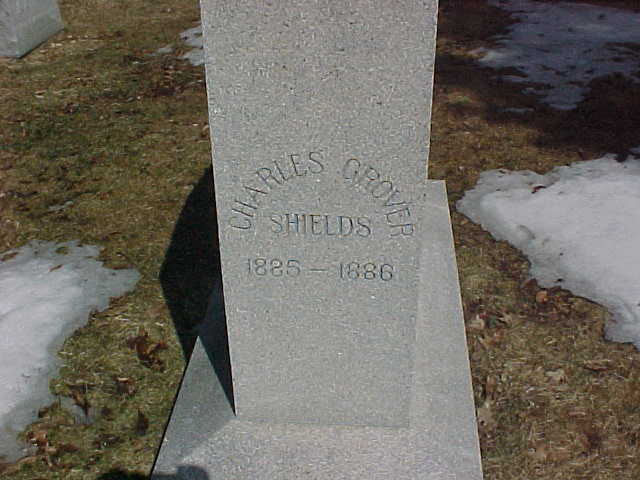 CHARLES GROVER
SHIELDS
1885 – 1886